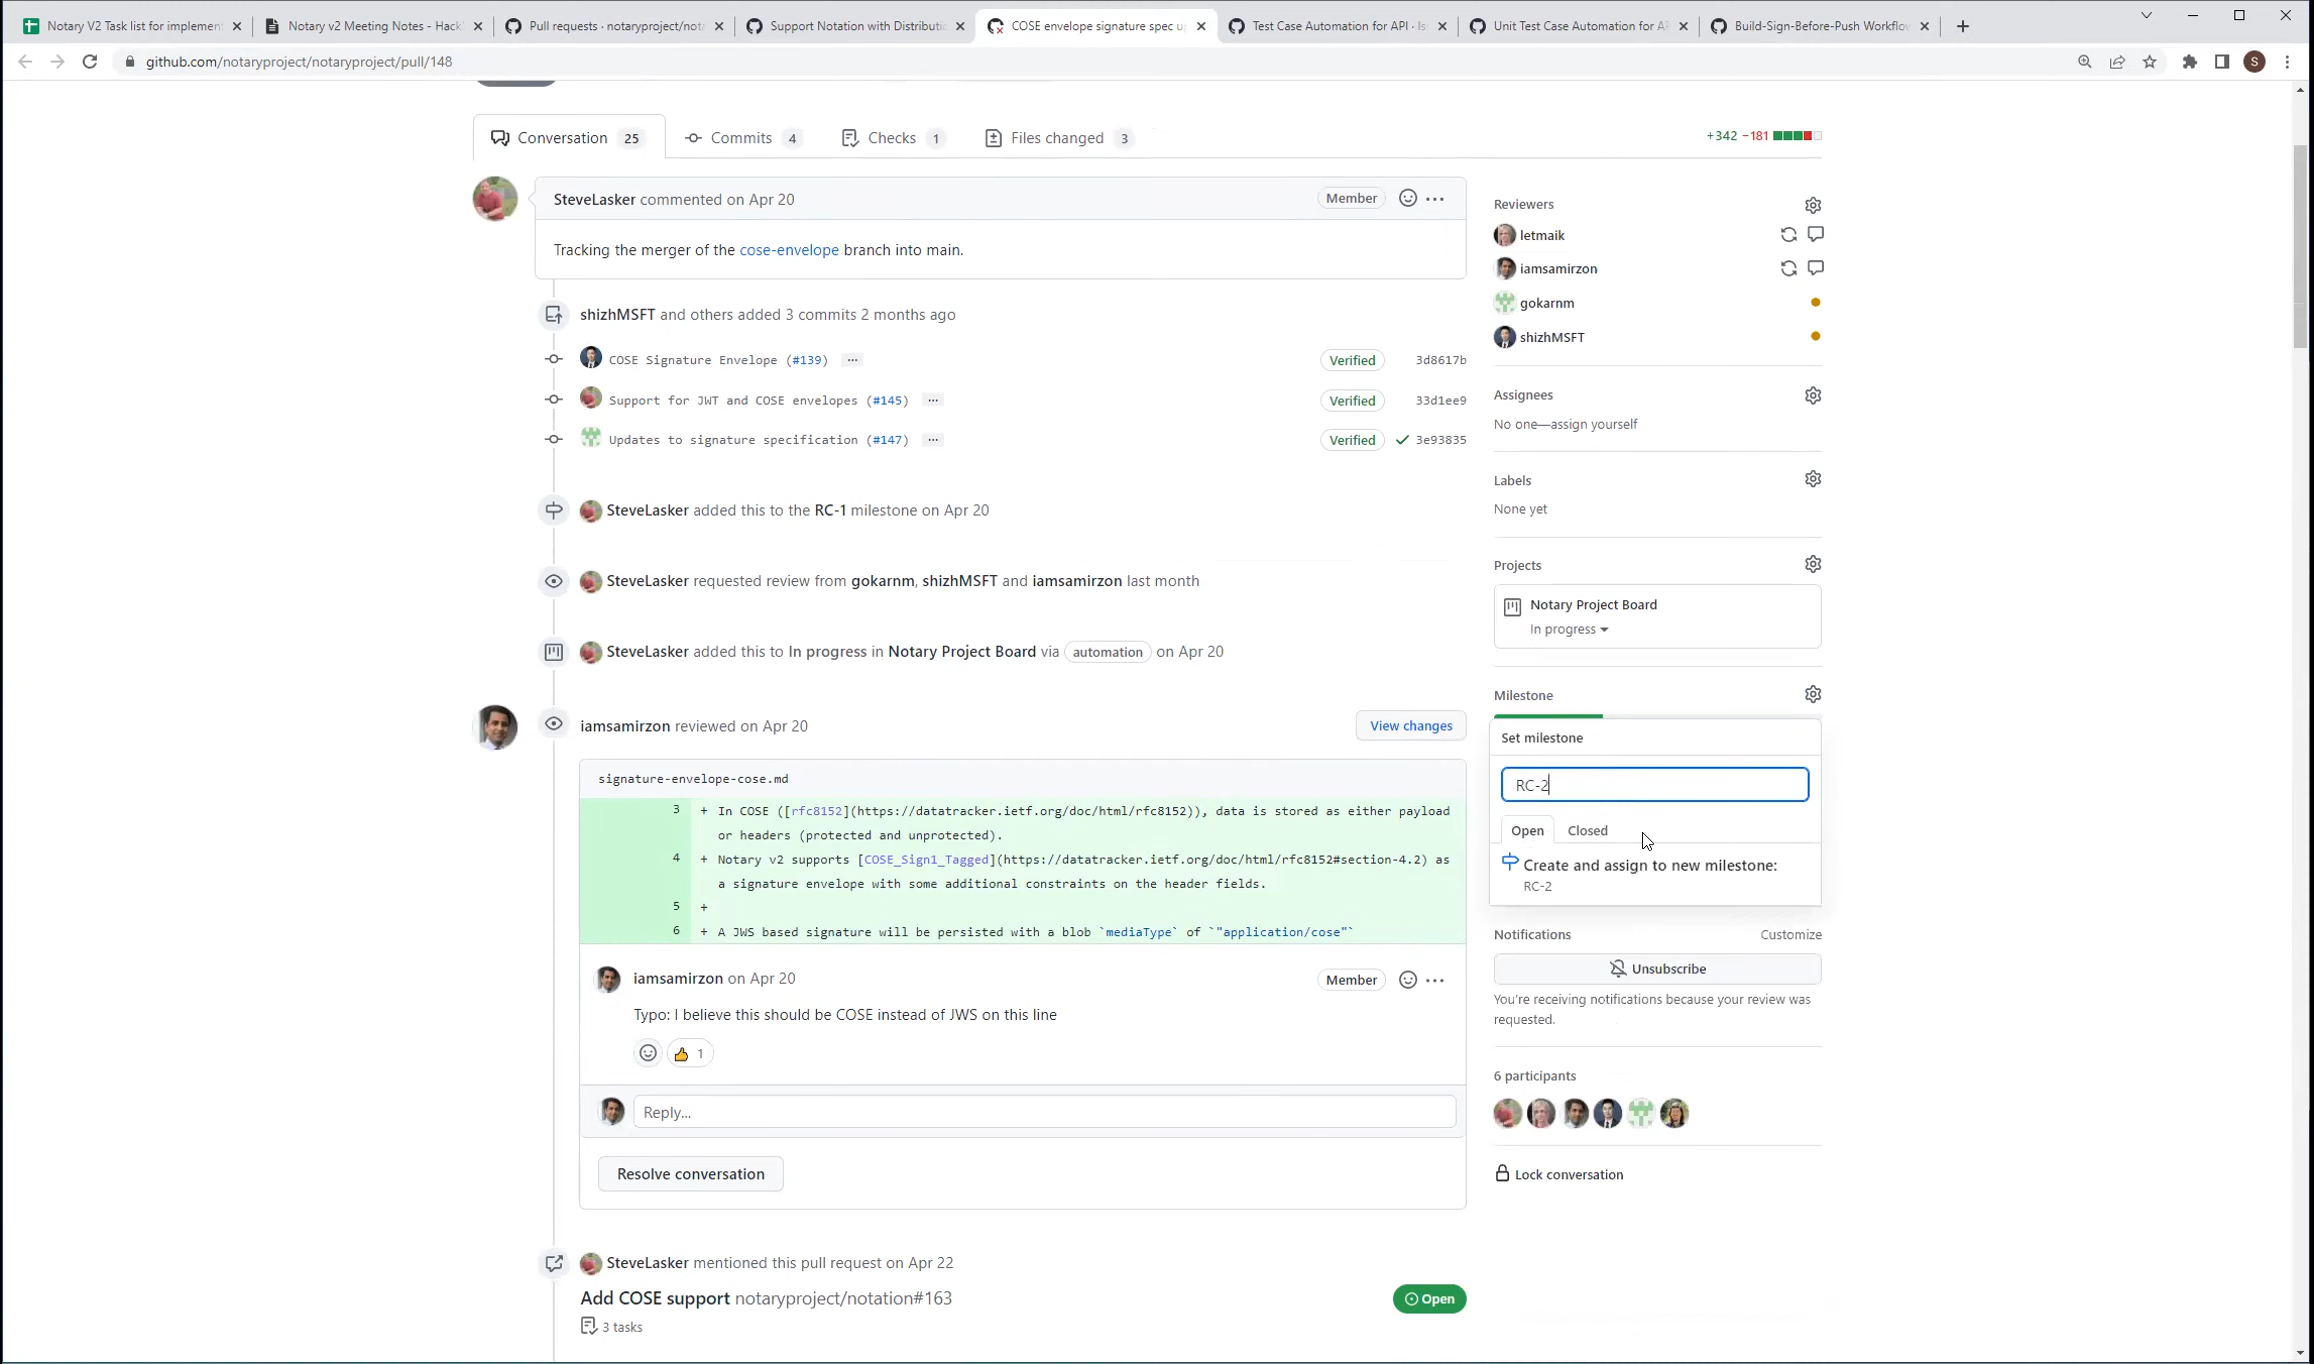 Notary V2 Task list for implemen
Notary v2 Meeting Notes - Hack
Pull requests · notaryproject/nota
Support Notation with Distributio
COSE envelope signature spec u
Test Case Automation for API · Is
Unit Test Case Automation for A
Build-Sign-Before-Push Workflow
github.com/notaryproject/notaryproject/pull/148
S
Conversation 25
Commits 4
Checks 1
Files changed 3
+342 −181
SteveLasker commented on Apr 20
Member
Tracking the merger of the cose-envelope branch into main.
shizhMSFT and others added 3 commits 2 months ago
COSE Signature Envelope (#139) ...
Verified 3d8617b
Support for JWT and COSE envelopes (#145) ...
Verified 33d1ee9
Updates to signature specification (#147) ...
Verified 3e93835
SteveLasker added this to the RC-1 milestone on Apr 20
SteveLasker requested review from gokarnm, shizhMSFT and iamsamirzon last month
SteveLasker added this to In progress in Notary Project Board via automation on Apr 20
iamsamirzon reviewed on Apr 20
View changes
signature-envelope-cose.md
3 + In COSE ([rfc8152](https://datatracker.ietf.org/doc/html/rfc8152)), data is stored as either payload
or headers (protected and unprotected).
4 + Notary v2 supports [COSE_Sign1_Tagged](https://datatracker.ietf.org/doc/html/rfc8152#section-4.2) as
a signature envelope with some additional constraints on the header fields.
5 +
6 + A JWS based signature will be persisted with a blob `mediaType` of `"application/cose"`
iamsamirzon on Apr 20
Member
Typo: I believe this should be COSE instead of JWS on this line
1
Reply...
Resolve conversation
SteveLasker mentioned this pull request on Apr 22
Add COSE support notaryproject/notation#163
Open
3 tasks
Reviewers
letmaik
iamsamirzon
gokarnm
shizhMSFT
Assignees
No one—assign yourself
Labels
None yet
Projects
Notary Project Board
In progress
Milestone
Set milestone
RC-2
Open Closed
Create and assign to new milestone:
RC-2
Notifications Customize
Unsubscribe
You're receiving notifications because your review was
requested.
6 participants
Lock conversation